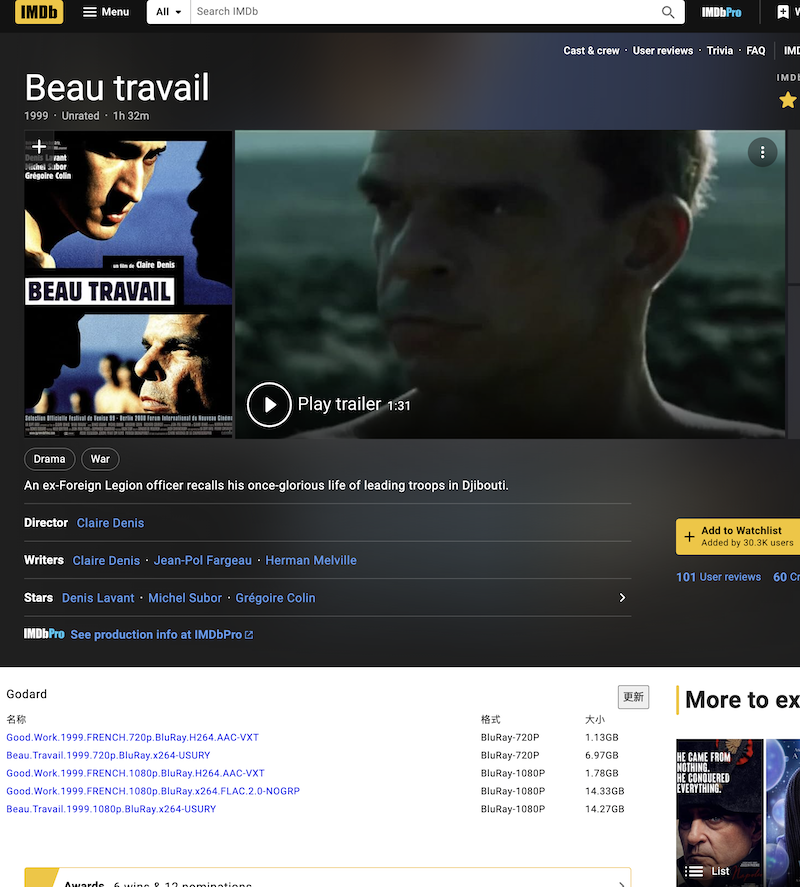 IMDb Menu All Search IMDb IMDbPro
Cast & crew · User reviews · Trivia · FAQ
Beau travail
1999 · Unrated · 1h 32m
Denis Lavant
Michel Subor
Grégoire Colin
un film de Claire Denis
BEAU TRAVAIL
Play trailer 1:31
Drama War
An ex-Foreign Legion officer recalls his once-glorious life of leading troops in Djibouti.
Director Claire Denis
Writers Claire Denis · Jean-Pol Fargeau · Herman Melville
Stars Denis Lavant · Michel Subor · Grégoire Colin
IMDbPro See production info at IMDbPro
Add to Watchlist
Added by 30.3K users
101 User reviews 60
Godard 更新
名称 格式 大小
Good.Work.1999.FRENCH.720p.BluRay.H264.AAC-VXT BluRay-720P 1.13GB
Beau.Travail.1999.720p.BluRay.x264-USURY BluRay-720P 6.97GB
Good.Work.1999.FRENCH.1080p.BluRay.H264.AAC-VXT BluRay-1080P 1.78GB
Good.Work.1999.FRENCH.1080p.BluRay.x264.FLAC.2.0-NOGRP BluRay-1080P 14.33GB
Beau.Travail.1999.1080p.BluRay.x264-USURY BluRay-1080P 14.27GB
More to
HE CAME FROM
NOTHING.
HE CONQUERED
EVERYTHING.
List
Awards 6 wins & 12 nominations